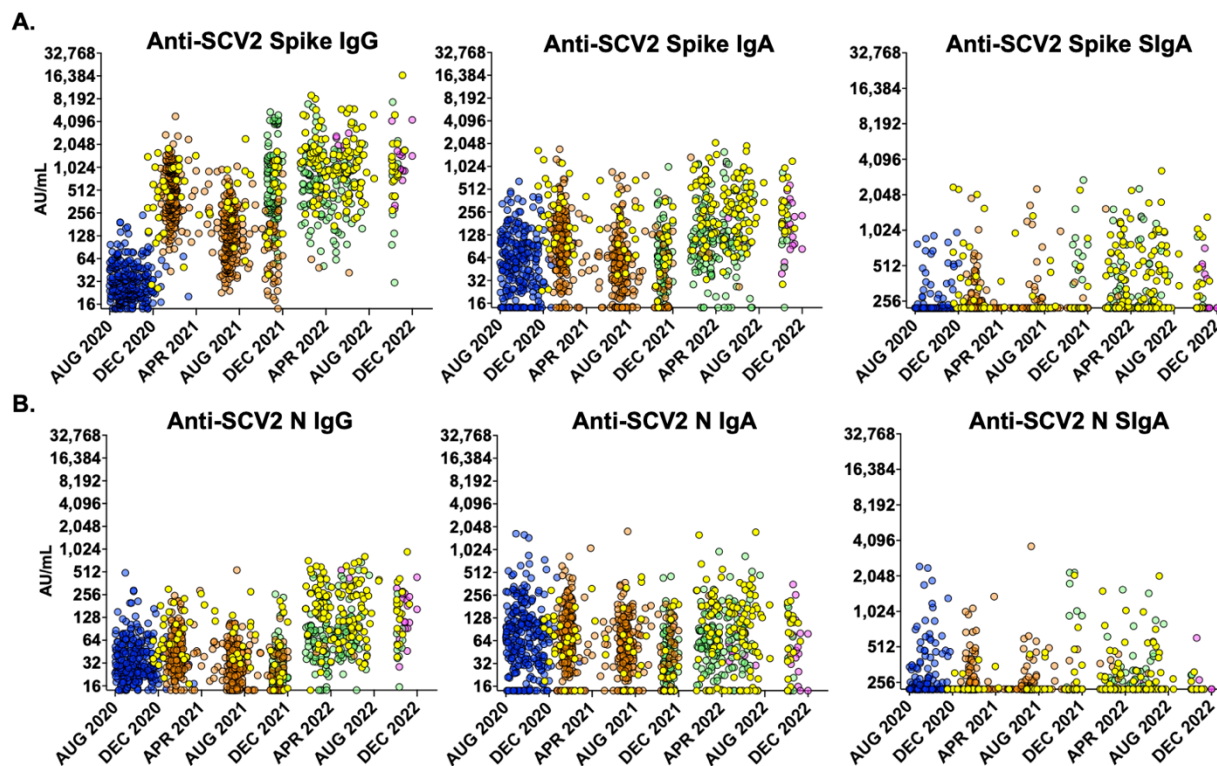 A.
Anti-SCV2 Spike IgG
AU/mL
32,768
16,384
8,192
4,096
2,048
1,024
512
256
128
64
32
16
AUG 2020
DEC 2020
APR 2021
AUG 2021
DEC 2021
APR 2022
AUG 2022
DEC 2022
Anti-SCV2 Spike IgA
32,768
16,384
8,192
4,096
2,048
1,024
512
256
128
64
32
16
AUG 2020
DEC 2020
APR 2021
AUG 2021
DEC 2021
APR 2022
AUG 2022
DEC 2022
Anti-SCV2 Spike SIgA
32,768
16,384
8,192
4,096
2,048
1,024
512
256
AUG 2020
DEC 2020
APR 2021
AUG 2021
DEC 2021
APR 2022
AUG 2022
DEC 2022
B.
Anti-SCV2 N IgG
AU/mL
32,768
16,384
8,192
4,096
2,048
1,024
512
256
128
64
32
16
AUG 2020
DEC 2020
APR 2021
AUG 2021
DEC 2021
APR 2022
AUG 2022
DEC 2022
Anti-SCV2 N IgA
32,768
16,384
8,192
4,096
2,048
1,024
512
256
128
64
32
16
AUG 2020
DEC 2020
APR 2021
AUG 2021
DEC 2021
APR 2022
AUG 2022
DEC 2022
Anti-SCV2 N SIgA
32,768
16,384
8,192
4,096
2,048
1,024
512
256
AUG 2020
DEC 2020
APR 2021
AUG 2021
DEC 2021
APR 2022
AUG 2022
DEC 2022